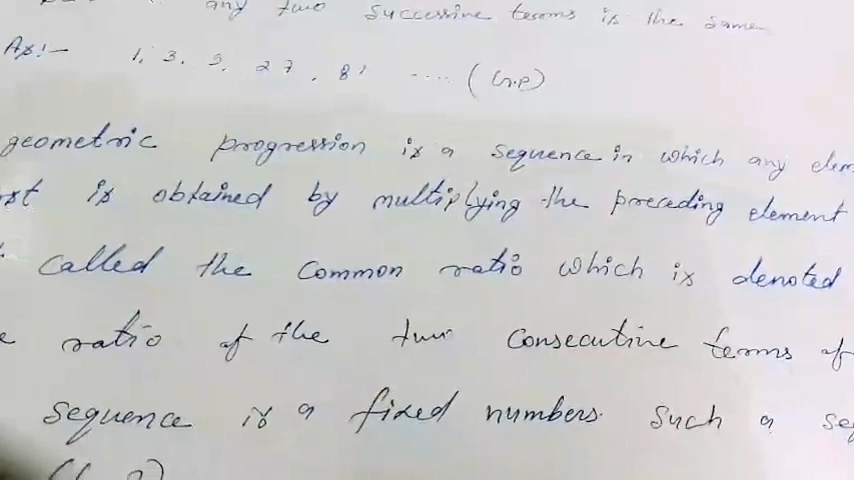 any two successive terms is the same
1, 3, 9, 27, 81 .... (G.P)
geometric progression is a sequence in which any elem
is obtained by multiplying the preceding element
called the common ratio which is denoted
ratio of the two consecutive terms of
sequence is a fixed numbers. Such a se